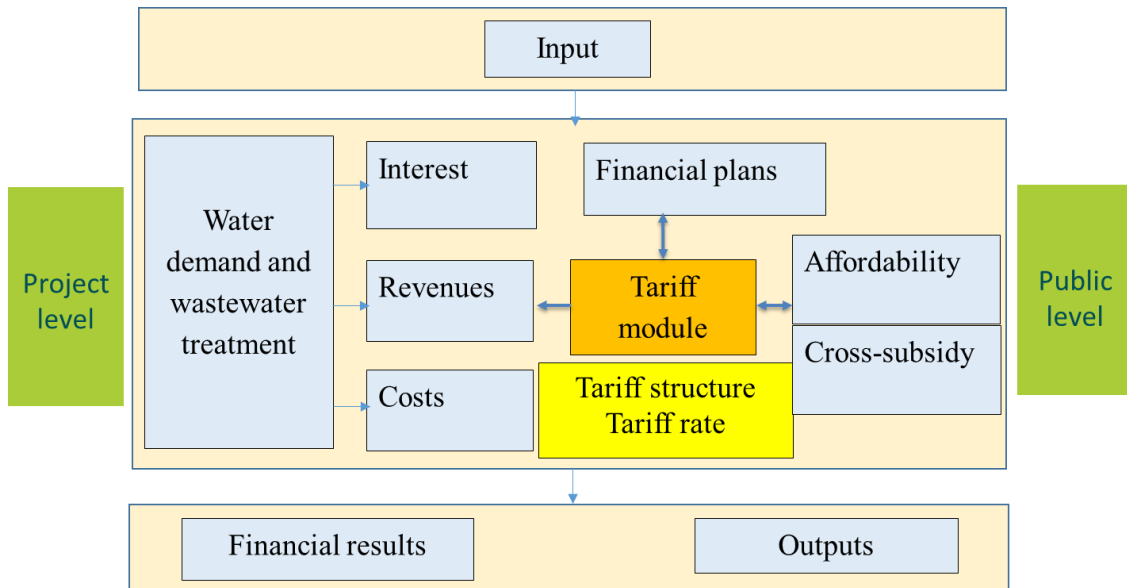 Input
Project
level
Water
demand and
wastewater
treatment
Interest
Revenues
Costs
Financial plans
Tariff
module
Tariff structure
Tariff rate
Affordability
Cross-subsidy
Public
level
Financial results
Outputs